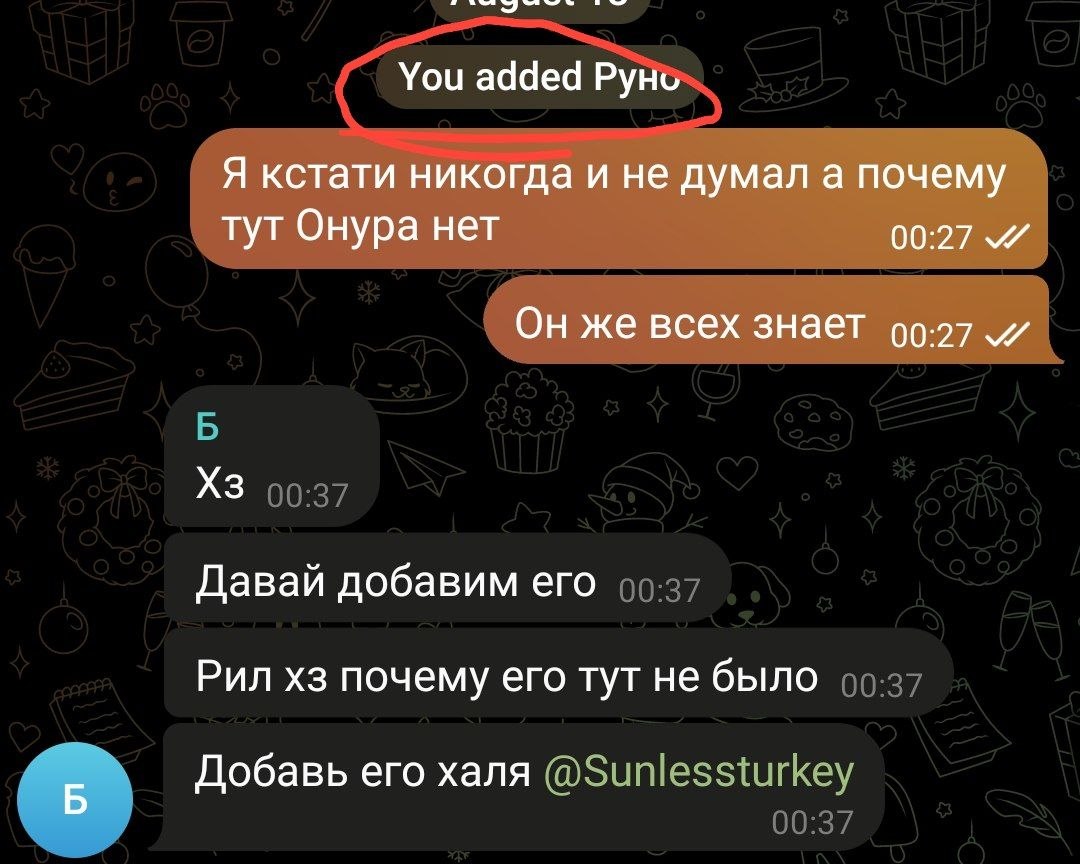 August 18
You added Руно
Я кстати никогда и не думал а почему
тут Онура нет
00:27
Он же всех знает 00:27
Б
Хз 00:37
Давай добавим его 00:37
Рил хз почему его тут не было 00:37
Добавь его халя @Sunlessturkey
00:37
Б